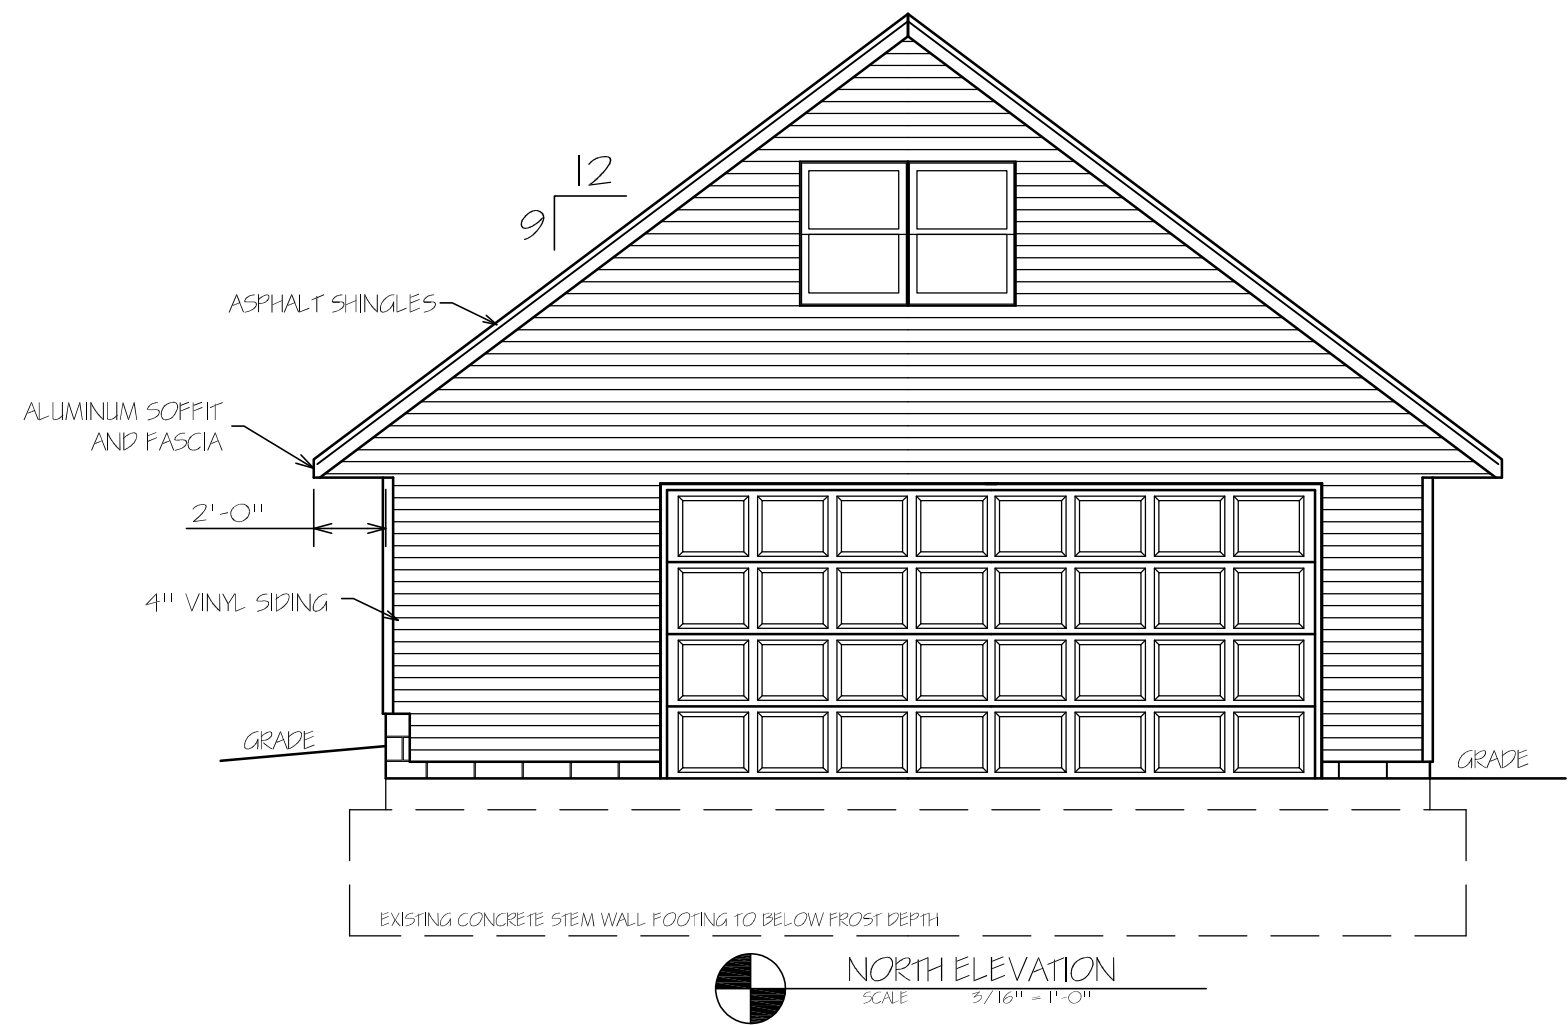 12
9
ASPHALT SHINGLES
ALUMINUM SOFFIT
AND FASCIA
2'-0"
4" VINYL SIDING
GRADE
GRADE
EXISTING CONCRETE STEM WALL FOOTING TO BELOW FROST DEPTH
NORTH ELEVATION
SCALE 3/16" = 1'-0"